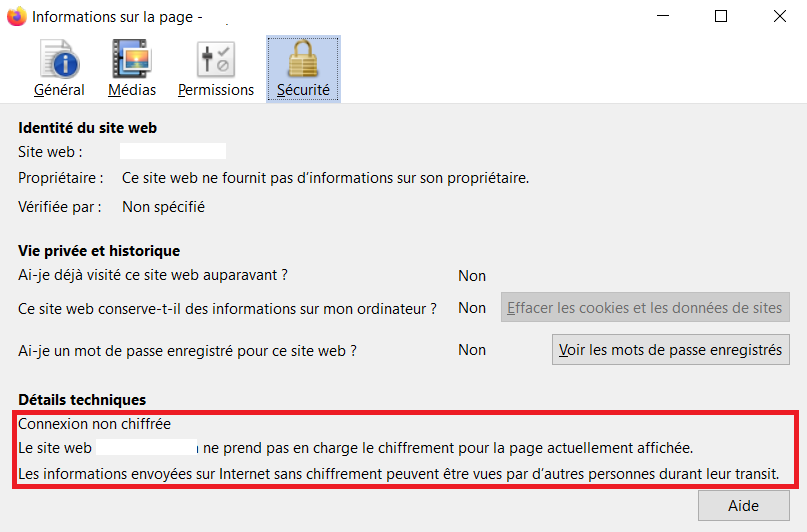 Informations sur la page -
Général Médias Permissions Sécurité
Identité du site web
Site web :
Propriétaire : Ce site web ne fournit pas d'informations sur son propriétaire.
Vérifiée par : Non spécifié
Vie privée et historique
Ai-je déjà visité ce site web auparavant ? Non
Ce site web conserve-t-il des informations sur mon ordinateur ? Non Effacer les cookies et les données de sites
Ai-je un mot de passe enregistré pour ce site web ? Non Voir les mots de passe enregistrés
Détails techniques
Connexion non chiffrée
Le site web ne prend pas en charge le chiffrement pour la page actuellement affichée.
Les informations envoyées sur Internet sans chiffrement peuvent être vues par d'autres personnes durant leur transit.
Aide